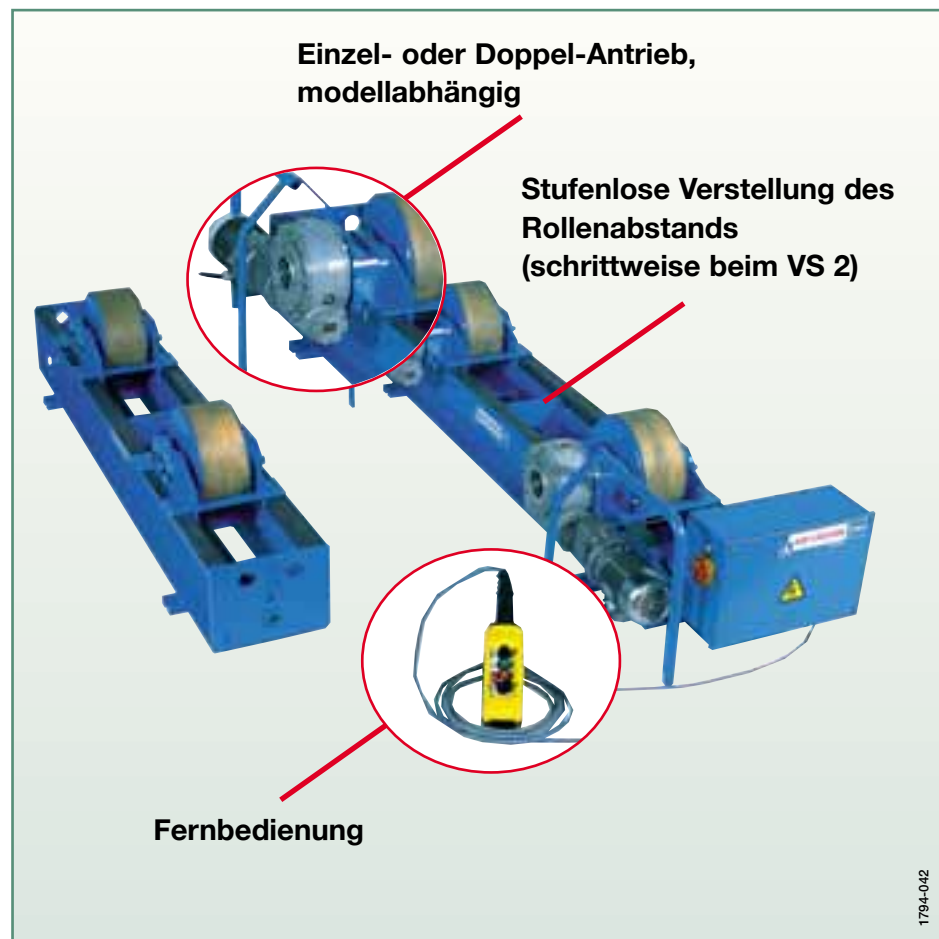 Einzel- oder Doppel-Antrieb,
modellabhängig
Stufenlose Verstellung des
Rollenabstands
(schrittweise beim VS 2)
Fernbedienung
1794-042